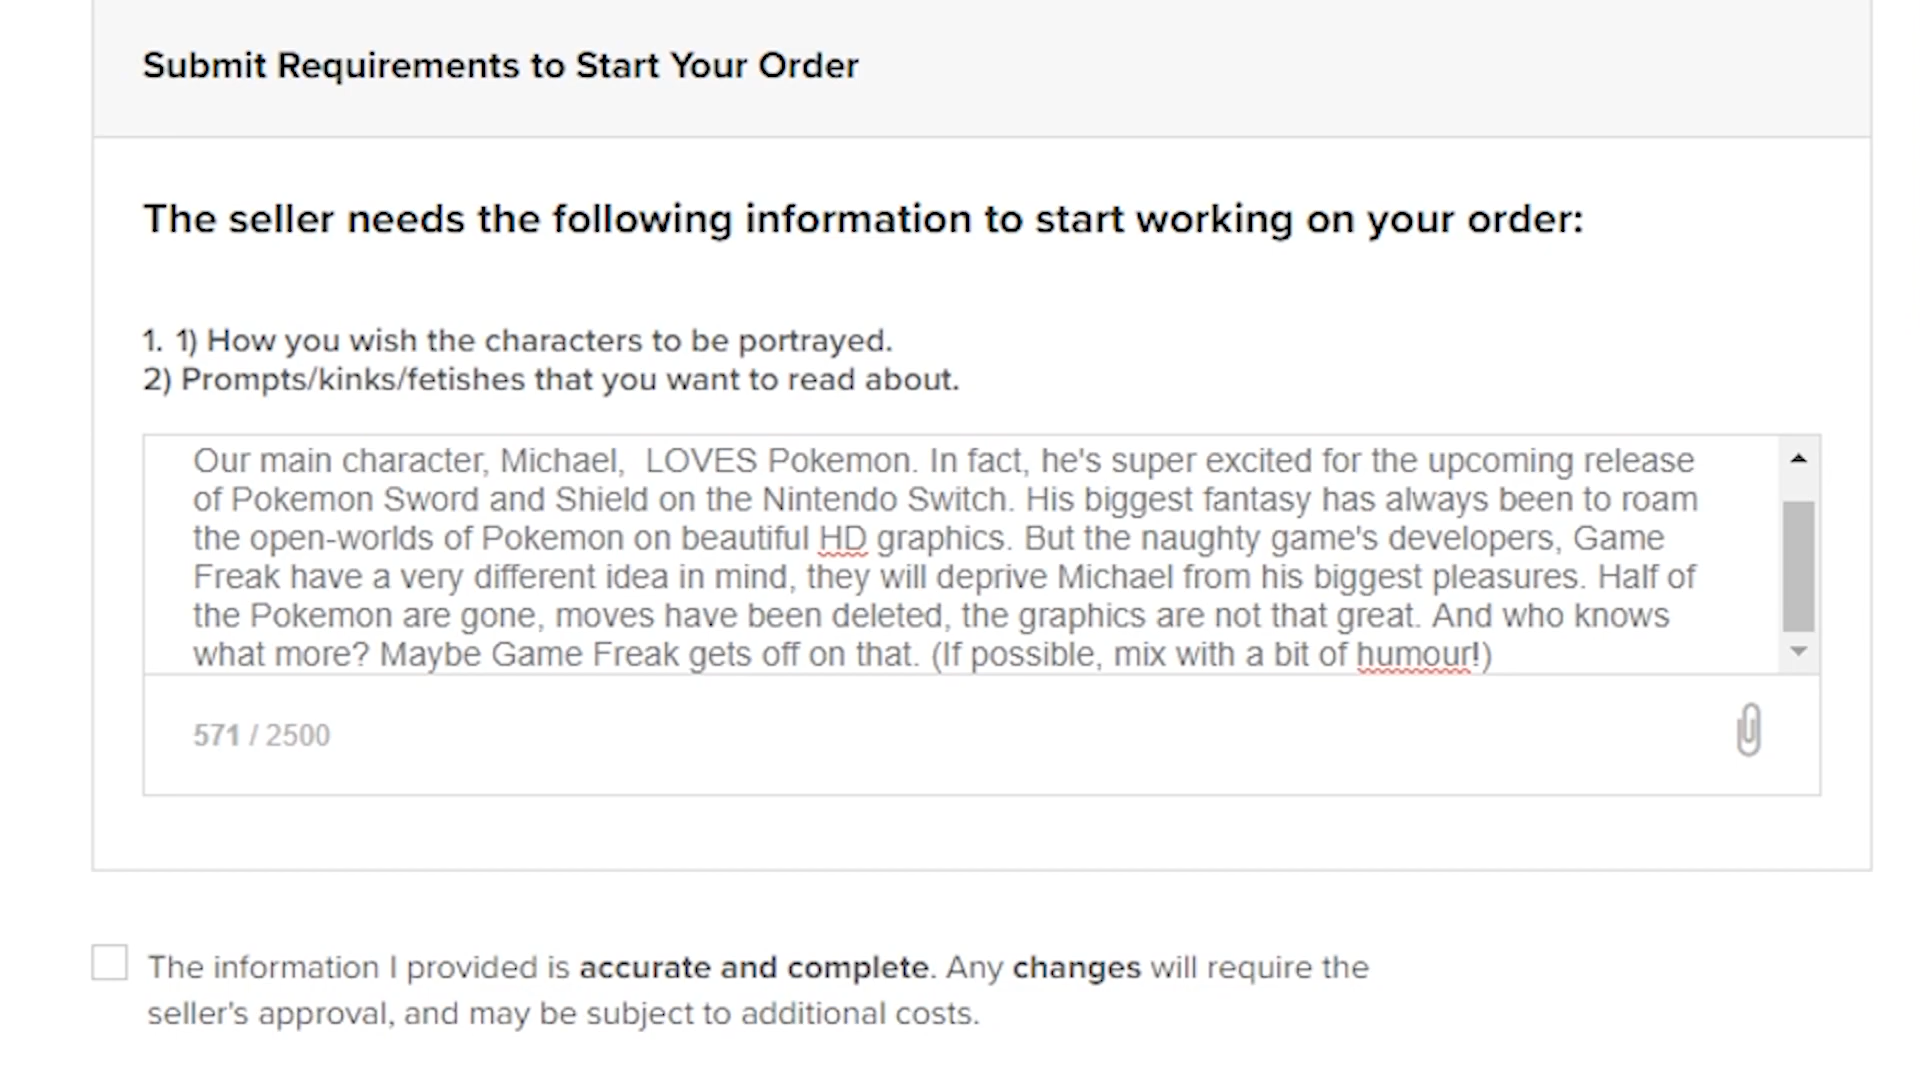 Submit Requirements to Start Your Order
The seller needs the following information to start working on your order:
1. 1) How you wish the characters to be portrayed.
2) Prompts/kinks/fetishes that you want to read about.
Our main character, Michael,  LOVES Pokemon. In fact, he's super excited for the upcoming release
of Pokemon Sword and Shield on the Nintendo Switch. His biggest fantasy has always been to roam
the open-worlds of Pokemon on beautiful HD graphics. But the naughty game's developers, Game
Freak have a very different idea in mind, they will deprive Michael from his biggest pleasures. Half of
the Pokemon are gone, moves have been deleted, the graphics are not that great. And who knows
what more? Maybe Game Freak gets off on that. (If possible, mix with a bit of humour!)
571 / 2500
The information I provided is accurate and complete. Any changes will require the
seller's approval, and may be subject to additional costs.